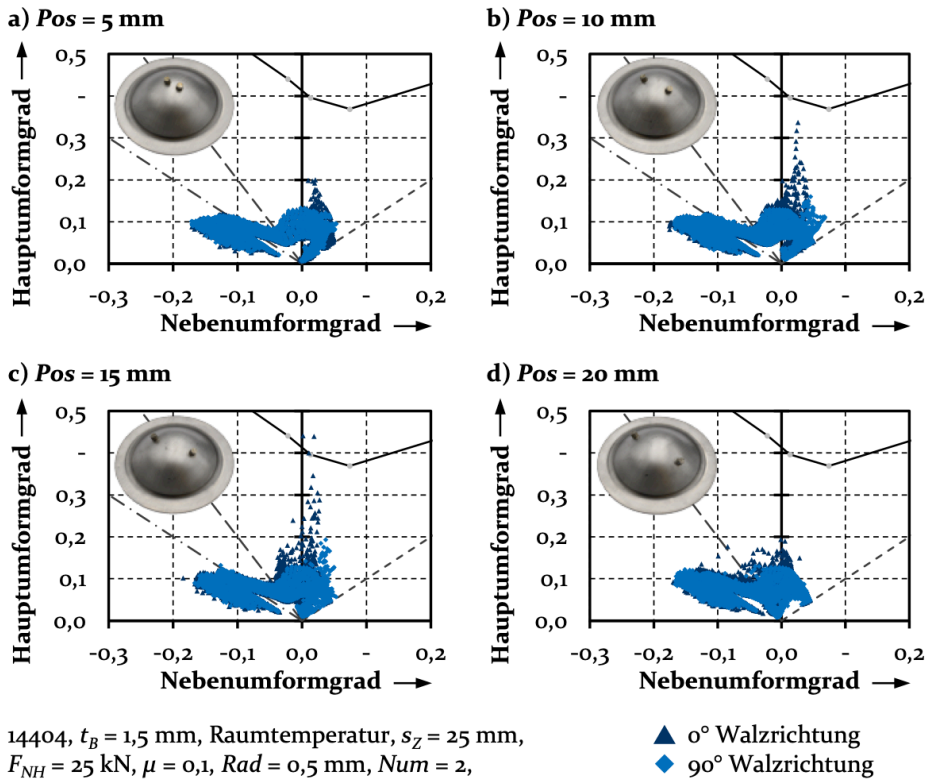 a) Pos = 5 mm
b) Pos = 10 mm
Hauptumformgrad
0,5
-
0,3
0,2
0,1
0,0
-0,3 -0,2 -0,1 0,0 - 0,2
Nebenumformgrad
Hauptumformgrad
0,5
-
0,3
0,2
0,1
0,0
-0,3 -0,2 -0,1 0,0 - 0,2
Nebenumformgrad
c) Pos = 15 mm
d) Pos = 20 mm
Hauptumformgrad
0,5
-
0,3
0,2
0,1
0,0
-0,3 -0,2 -0,1 0,0 - 0,2
Nebenumformgrad
Hauptumformgrad
0,5
-
0,3
0,2
0,1
0,0
-0,3 -0,2 -0,1 0,0 - 0,2
Nebenumformgrad
14404, t_B = 1,5 mm, Raumtemperatur, s_Z = 25 mm,
F_NH = 25 kN, μ = 0,1, Rad = 0,5 mm, Num = 2,
0° Walzrichtung
90° Walzrichtung